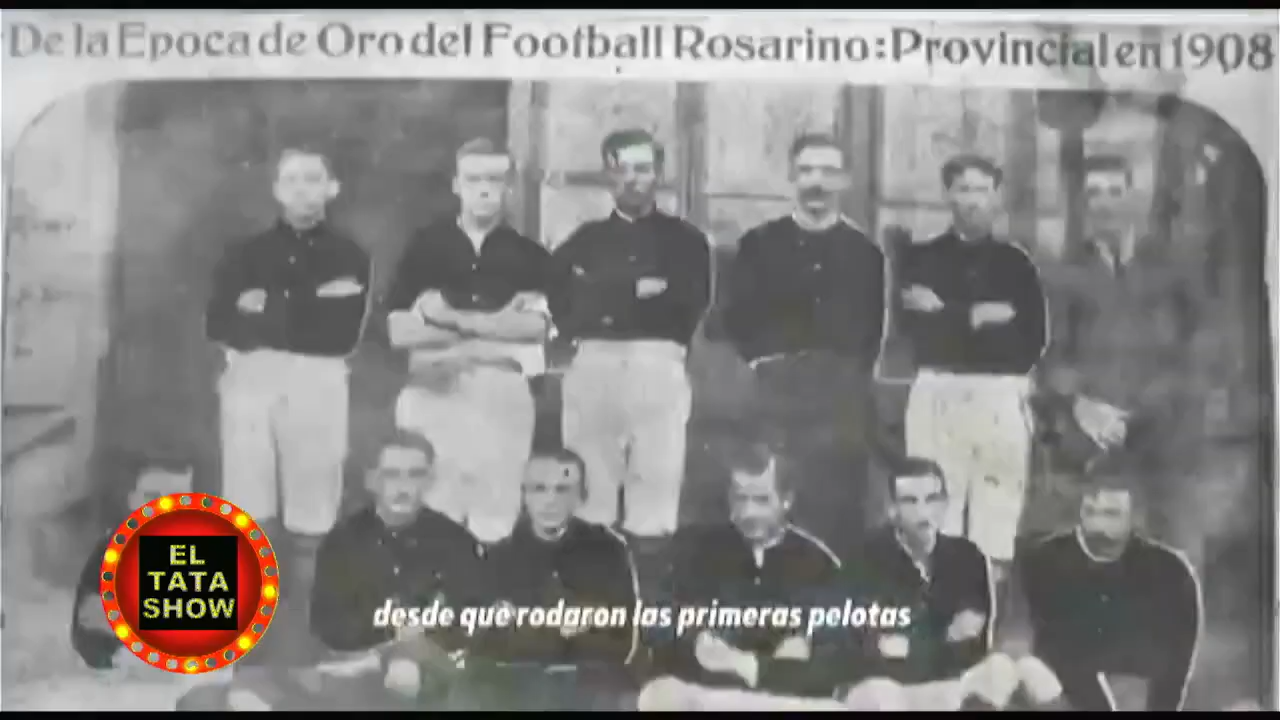 De la Epoca de Oro del Football Rosarino: Provincial en 1908
EL
TATA
SHOW
desde que rodaron las primeras pelotas